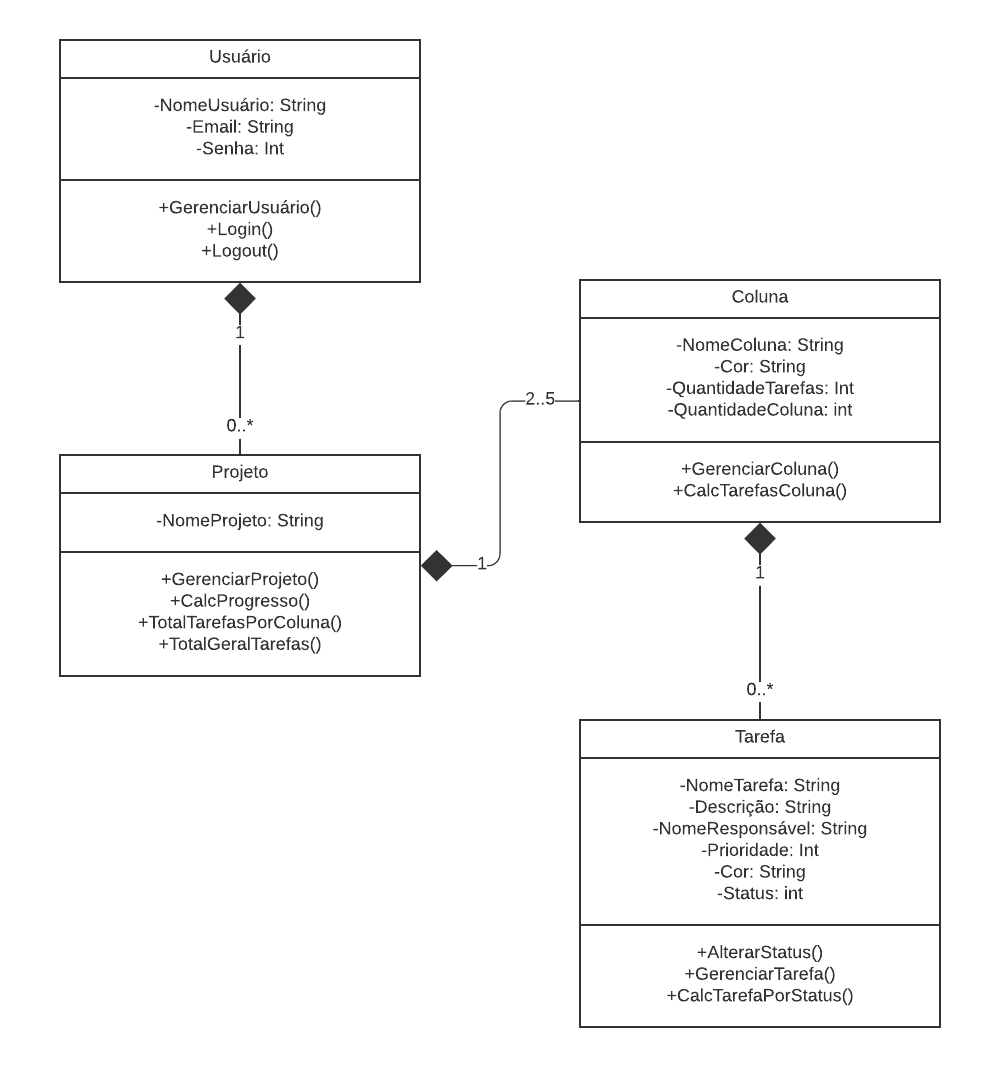 Usuário
-NomeUsuário: String
-Email: String
-Senha: Int
+GerenciarUsuário()
+Login()
+Logout()
1
0..*
Projeto
-NomeProjeto: String
+GerenciarProjeto()
+CalcProgresso()
+TotalTarefasPorColuna()
+TotalGeralTarefas()
1
2..5
Coluna
-NomeColuna: String
-Cor: String
-QuantidadeTarefas: Int
-QuantidadeColuna: int
+GerenciarColuna()
+CalcTarefasColuna()
1
0..*
Tarefa
-NomeTarefa: String
-Descrição: String
-NomeResponsável: String
-Prioridade: Int
-Cor: String
-Status: int
+AlterarStatus()
+GerenciarTarefa()
+CalcTarefaPorStatus()